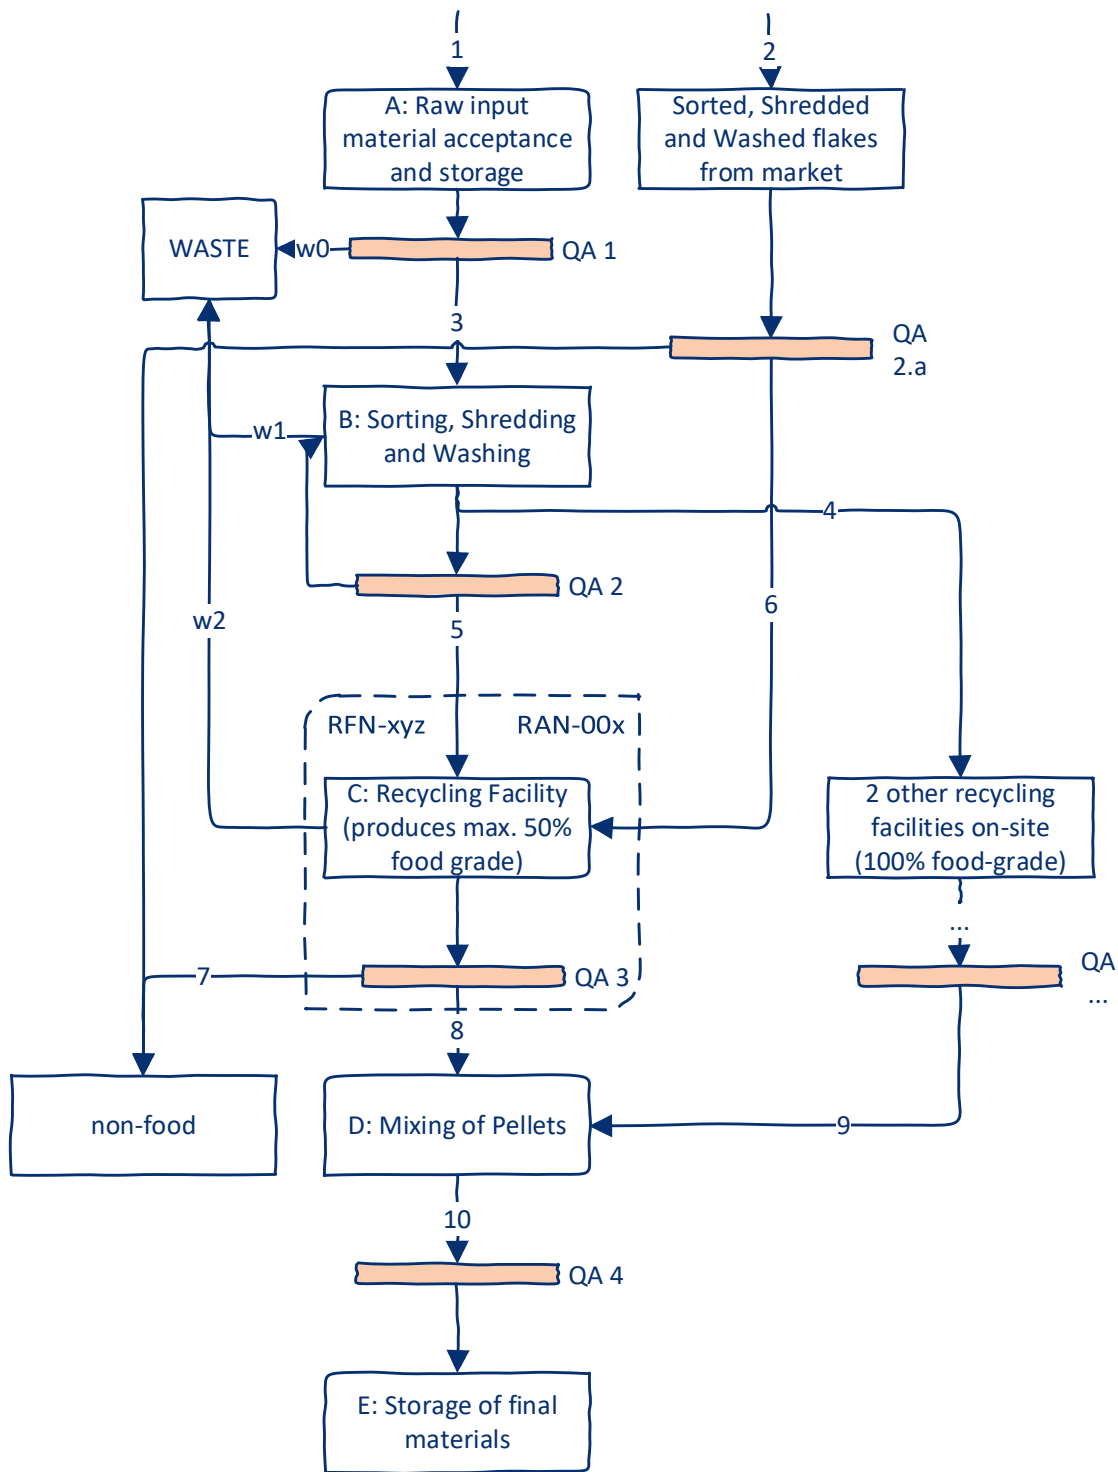 1
2
A: Raw input
material acceptance
and storage
Sorted, Shredded
and Washed flakes
from market
WASTE
w0
QA 1
3
QA
2.a
B: Sorting, Shredding
and Washing
w1
4
QA 2
w2
5
6
RFN-xyz
RAN-00x
C: Recycling Facility
(produces max. 50%
food grade)
2 other recycling
facilities on-site
(100% food-grade)
...
7
QA 3
QA
...
8
non-food
D: Mixing of Pellets
9
10
QA 4
E: Storage of final
materials